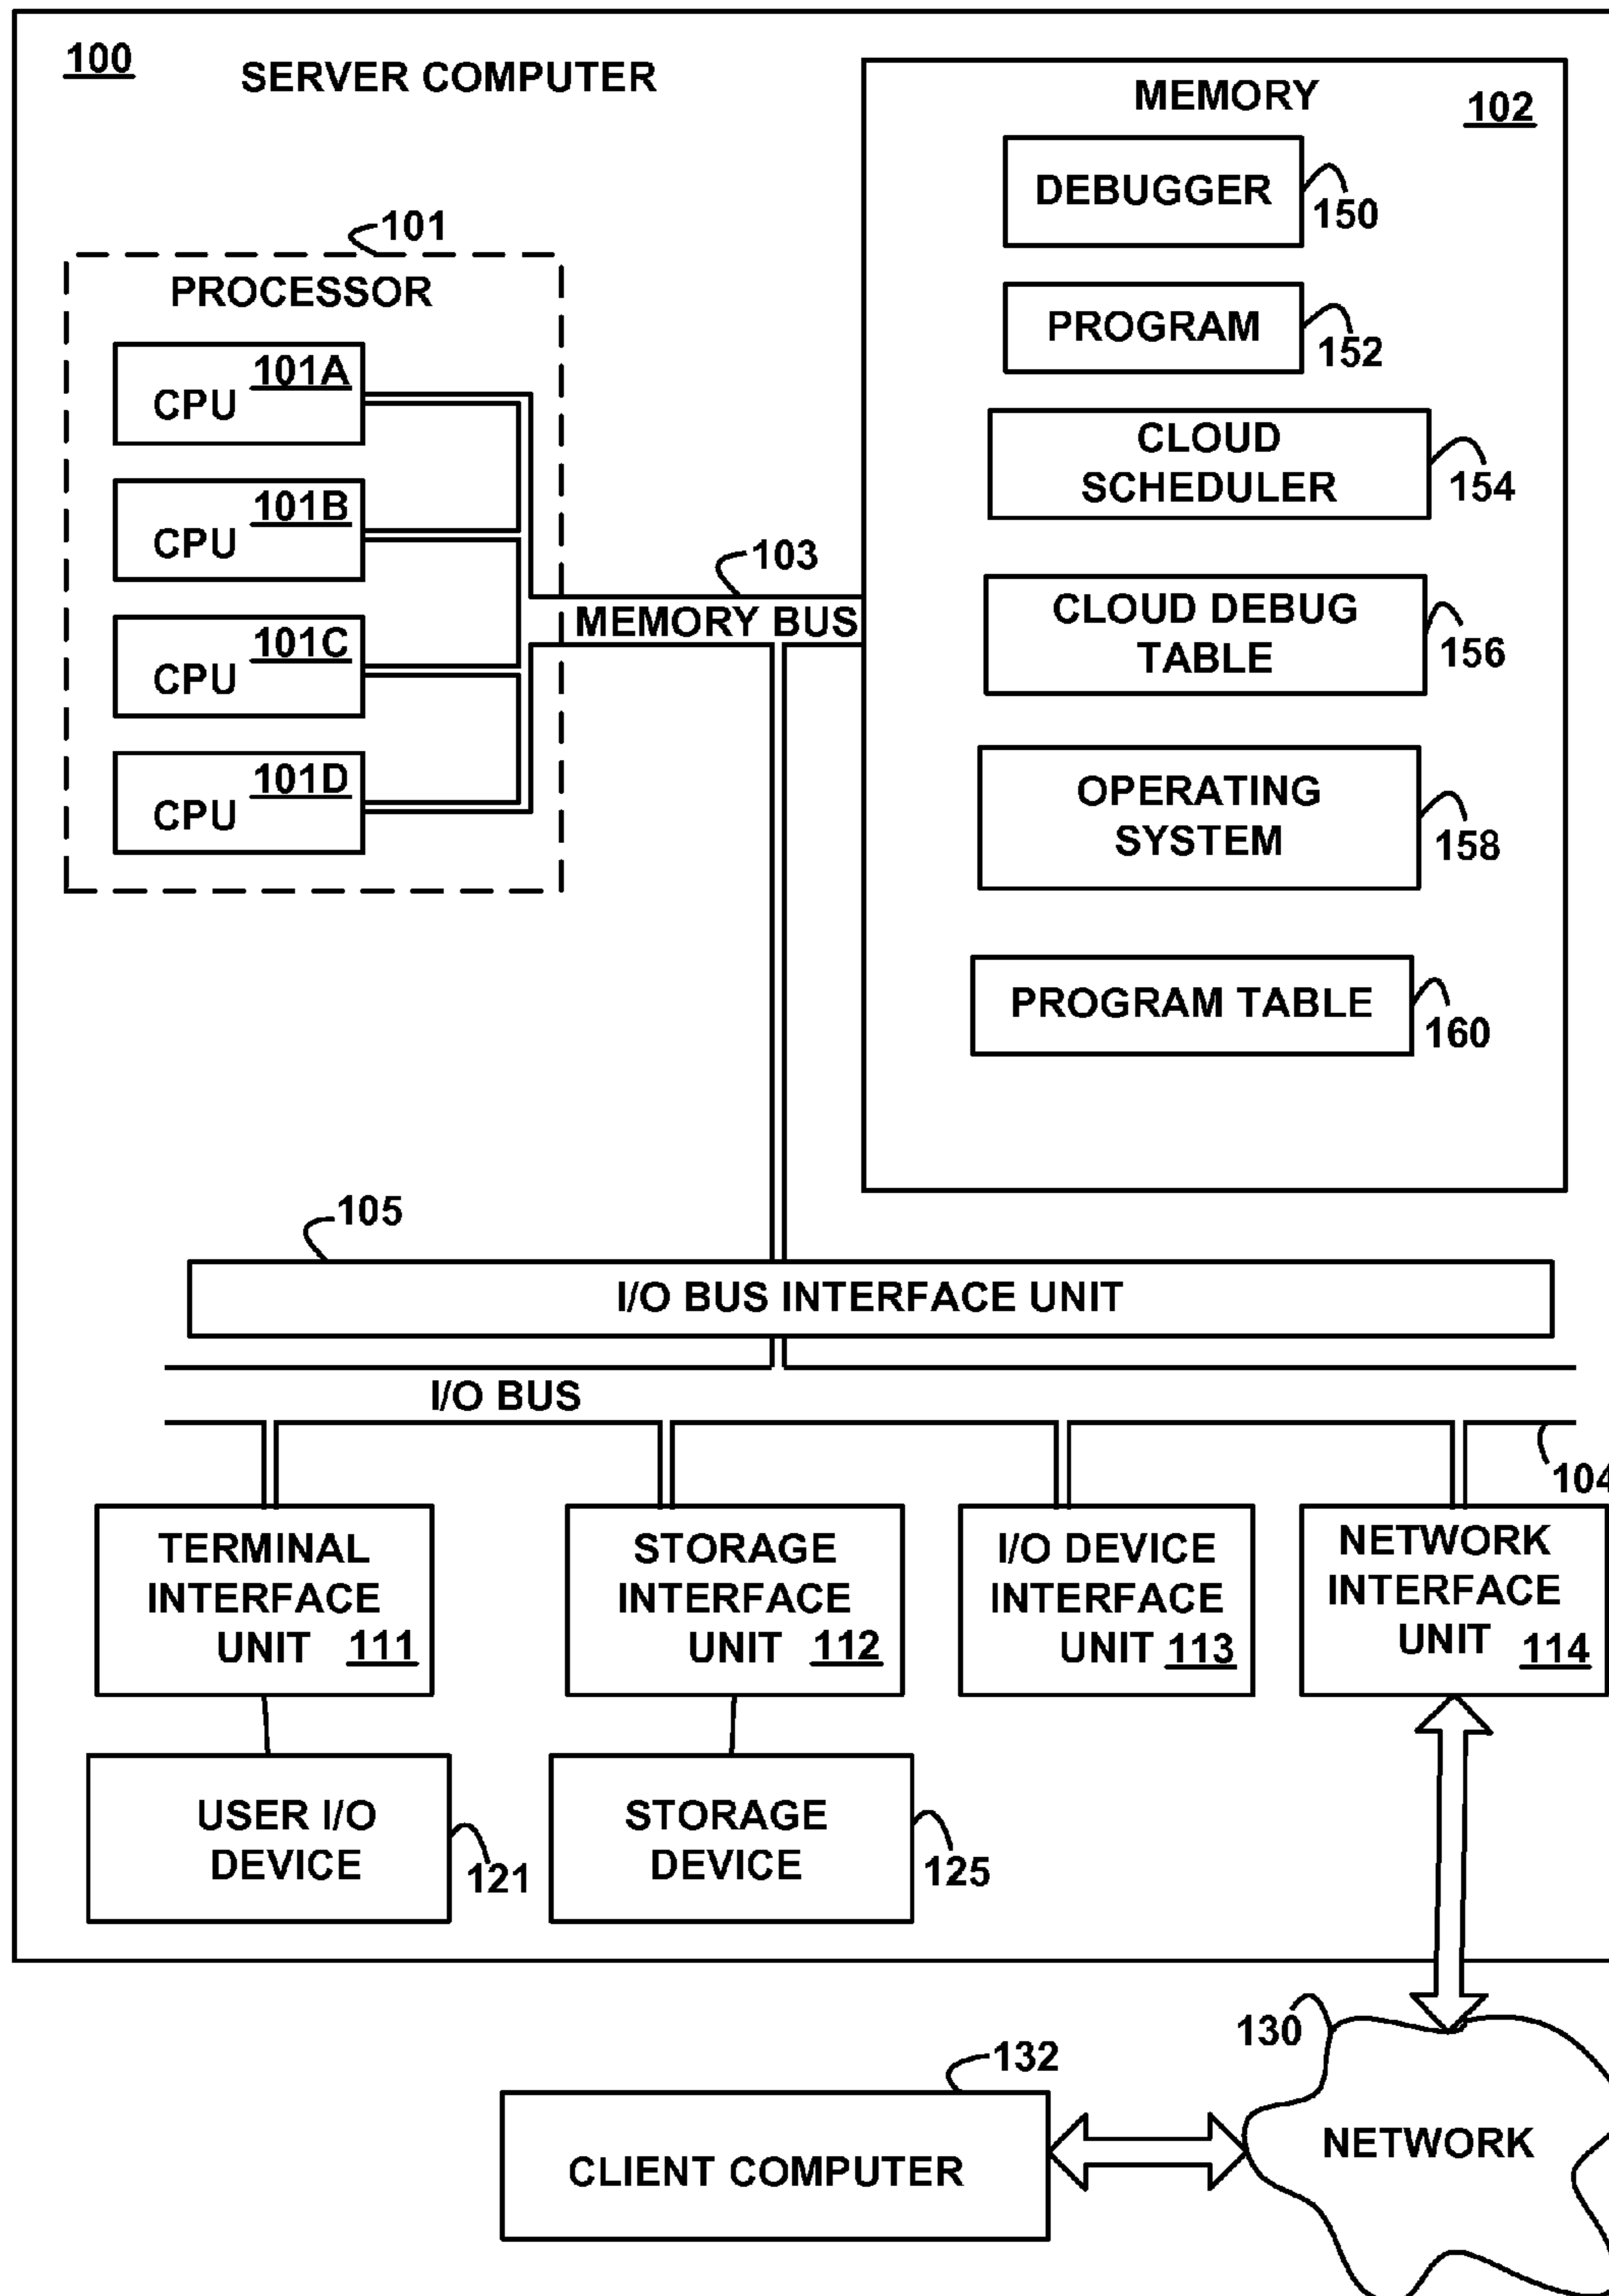 100
SERVER COMPUTER
MEMORY
102
DEBUGGER
150
PROGRAM
152
CLOUD
SCHEDULER
154
CLOUD DEBUG
TABLE
156
OPERATING
SYSTEM
158
PROGRAM TABLE
160
101
PROCESSOR
101A
CPU
101B
CPU
101C
CPU
101D
CPU
103
MEMORY BUS
105
I/O BUS INTERFACE UNIT
I/O BUS
104
TERMINAL
INTERFACE
UNIT 111
STORAGE
INTERFACE
UNIT 112
I/O DEVICE
INTERFACE
UNIT 113
NETWORK
INTERFACE
UNIT 114
USER I/O
DEVICE
121
STORAGE
DEVICE
125
130
NETWORK
132
CLIENT COMPUTER